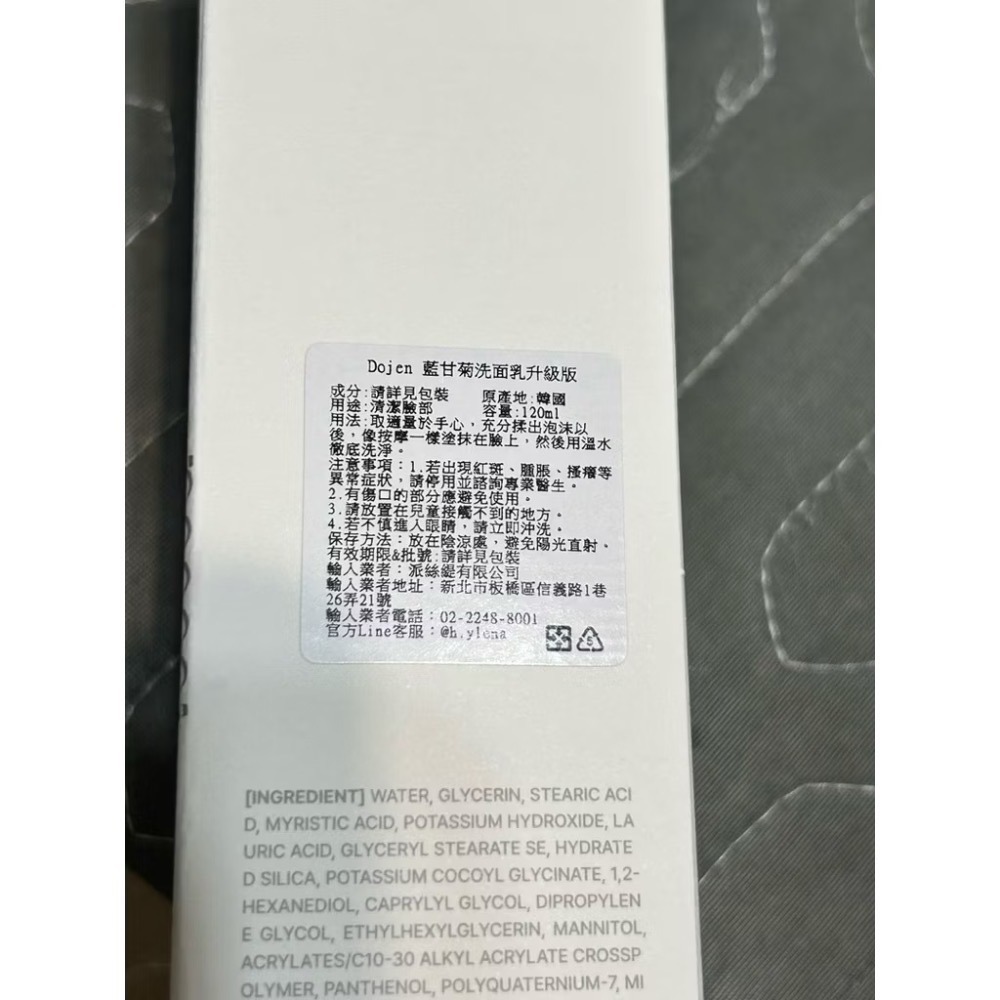 Dojen 藍甘菊洗面乳升級版
成分:請詳見包裝 原產地:韓國
用途:清潔臉部 容量:120ml
用法:取適量於手心,充分揉出泡沫以
後,像按摩一樣塗抹在臉上,然後用溫水
徹底洗淨。
注意事項:1.若出現紅斑、腫脹、搔癢等
異常症狀,請停用並諮詢專業醫生。
2.有傷口的部分應避免使用。
3.請放置在兒童接觸不到的地方。
4.若不慎進入眼睛,請立即沖洗。
保存方法:放在陰涼處,避免陽光直射。
有效期限&批號:請詳見包裝
輸入業者:派絲緹有限公司
輸入業者地址:新北市板橋區信義路1巷
26弄21號
輸入業者電話:02-2248-8001
官方Line客服:@h.ylena
5
[INGREDIENT] WATER, GLYCERIN, STEARIC ACI
D, MYRISTIC ACID, POTASSIUM HYDROXIDE, LA
URIC ACID, GLYCERYL STEARATE SE, HYDRATE
D SILICA, POTASSIUM COCOYL GLYCINATE, 1,2-
HEXANEDIOL, CAPRYLYL GLYCOL, DIPROPYLEN
E GLYCOL, ETHYLHEXYLGLYCERIN, MANNITOL,
ACRYLATES/C10-30 ALKYL ACRYLATE CROSSP
OLYMER, PANTHENOL, POLYQUATERNIUM-7, MI